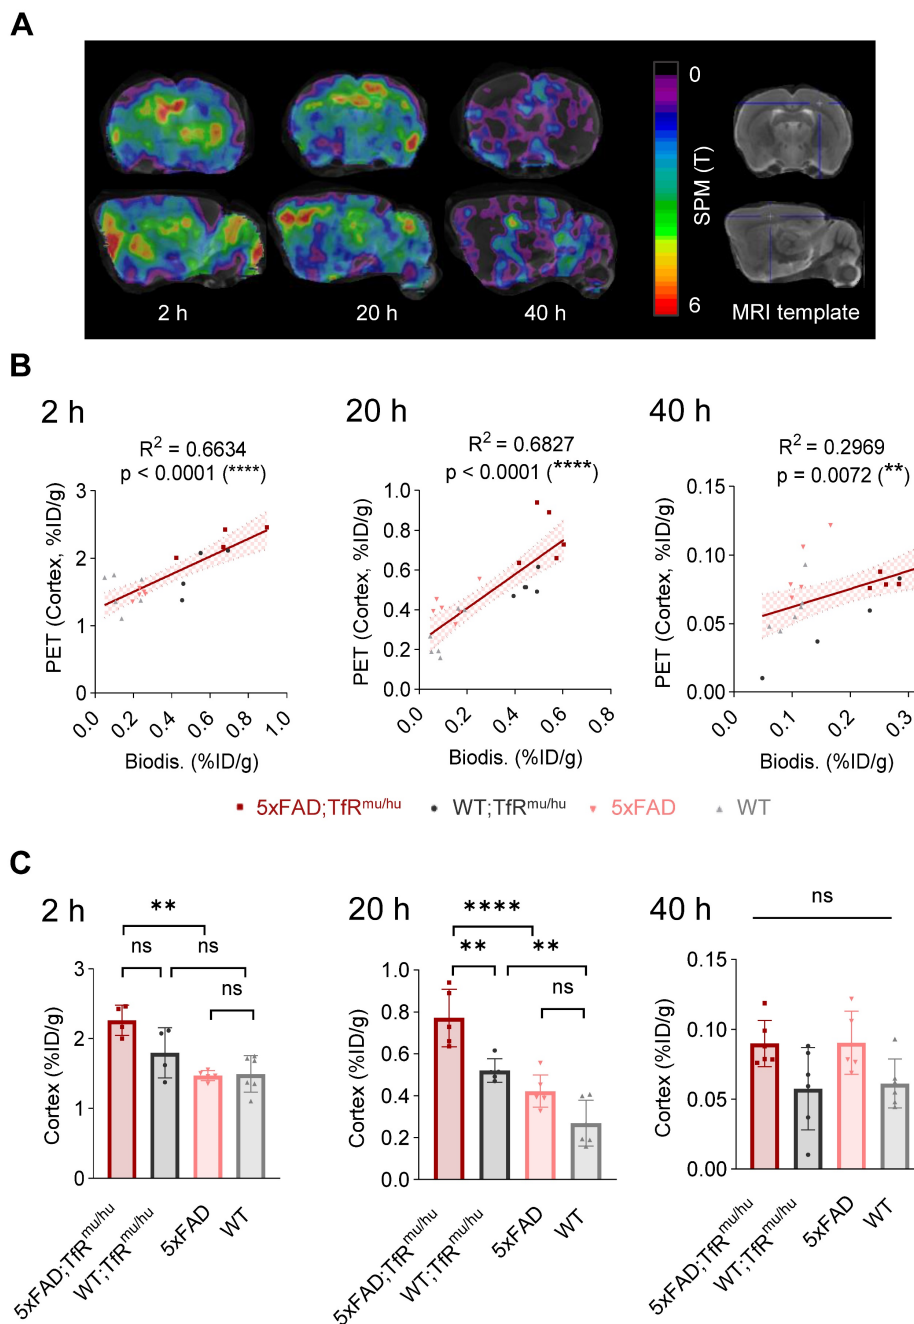 A
0
SPM (T)
6
2 h
20 h
40 h
MRI template
B
2 h
20 h
40 h
R² = 0.6634
p < 0.0001 (****)
R² = 0.6827
p < 0.0001 (****)
R² = 0.2969
p = 0.0072 (**)
PET (Cortex, %ID/g)
3
2
1
0
0.0
0.2
0.4
0.6
0.8
1.0
Biodis. (%ID/g)
PET (Cortex, %ID/g)
1.0
0.8
0.6
0.4
0.2
0.0
0.0
0.2
0.4
0.6
0.8
Biodis. (%ID/g)
PET (Cortex, %ID/g)
0.15
0.10
0.05
0.00
0.0
0.1
0.2
0.3
Biodis. (%ID/g)
5xFAD;TfRmu/hu
WT;TfRmu/hu
5xFAD
WT
C
2 h
20 h
40 h
**
ns
ns
ns
Cortex (%ID/g)
3
2
1
0
5xFAD;TfRmu/hu
WT;TfRmu/hu
5xFAD
WT
****
**
**
ns
Cortex (%ID/g)
1.0
0.8
0.6
0.4
0.2
0.0
5xFAD;TfRmu/hu
WT;TfRmu/hu
5xFAD
WT
ns
Cortex (%ID/g)
0.15
0.10
0.05
0.00
5xFAD;TfRmu/hu
WT;TfRmu/hu
5xFAD
WT